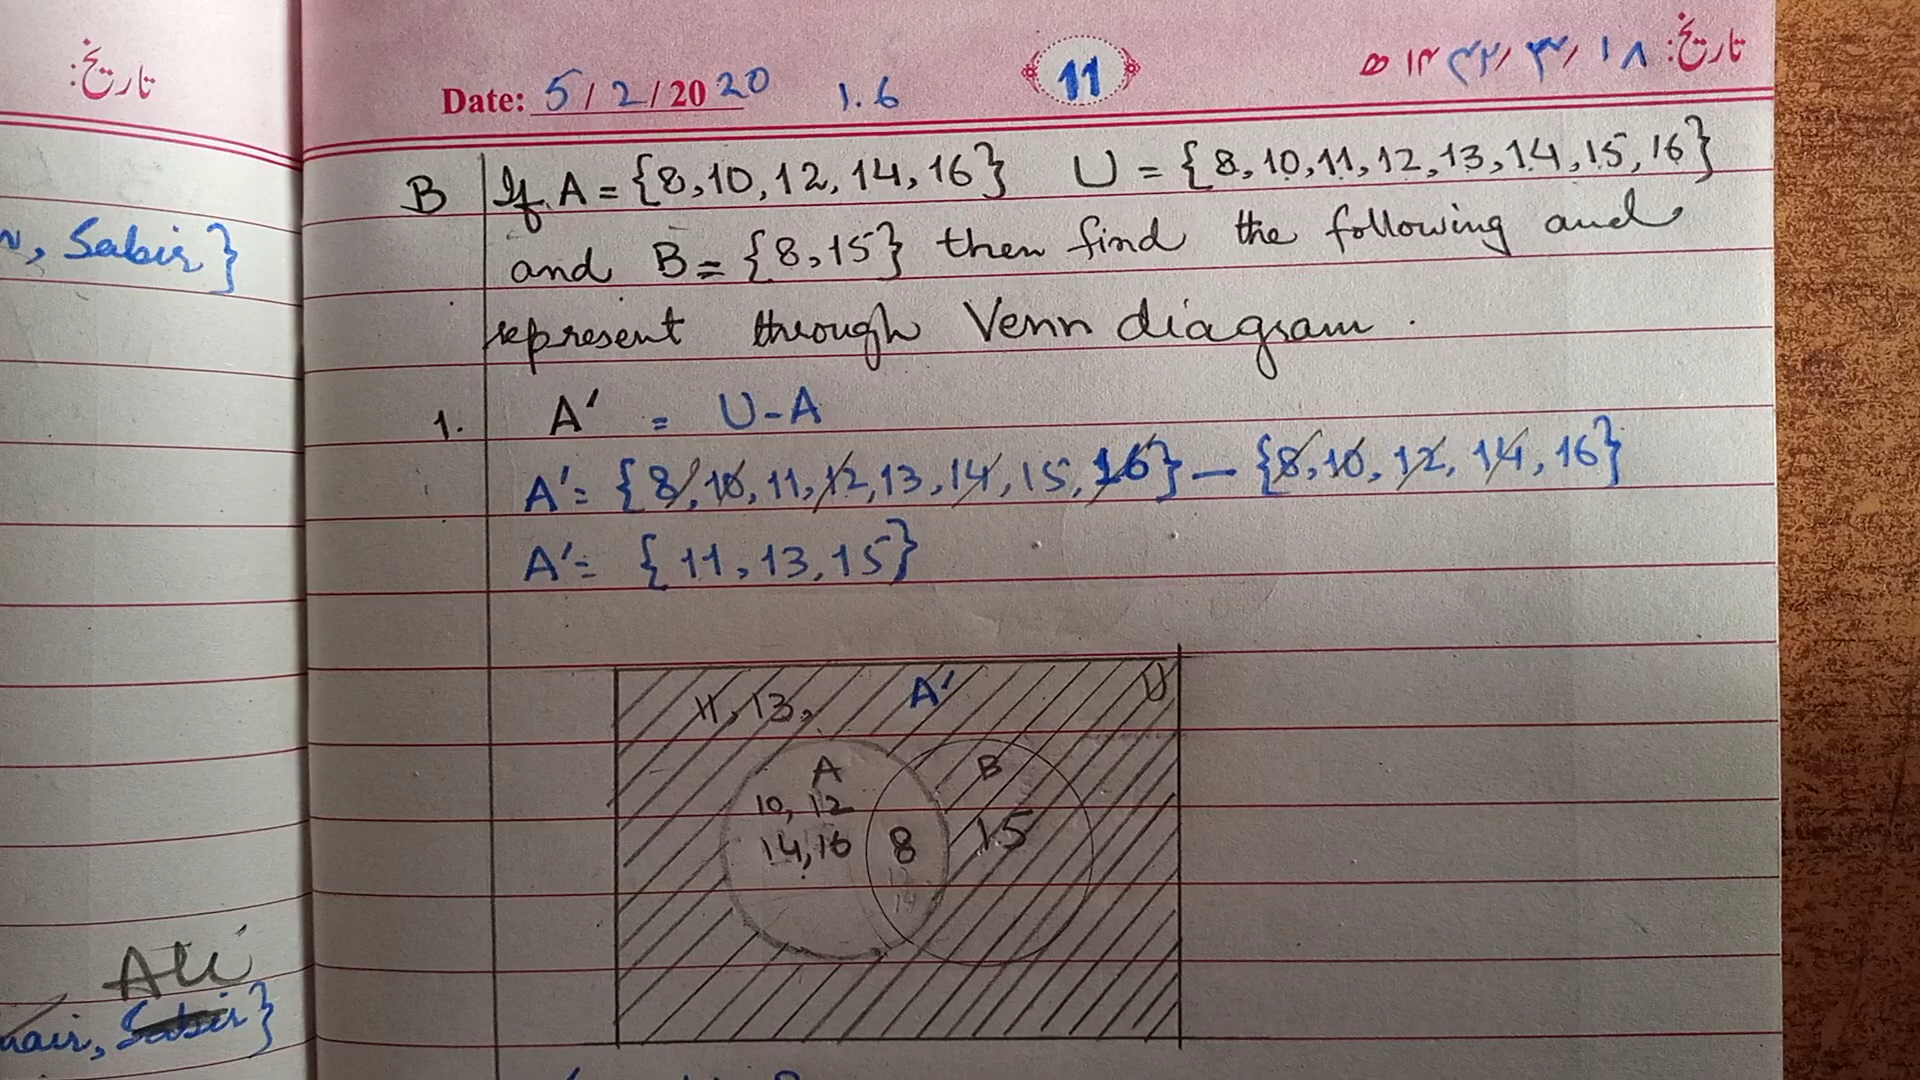 تاریخ:
, Sabir}
Ali
Sabir}
Date: 5/2/2020 1.6 11 تاریخ: ۱۸/۳/۱۴۴۲ھ
B If A = {8,10,12,14,16} U = {8,10,11,12,13,14,15,16}
and B = {8,15} then find the following and
represent through Venn diagram.
1. A' = U-A
A'= {8,10,11,12,13,14,15,16} - {8,10,12,14,16}
A'= {11,13,15}
11,13, A' U
A B
10, 12
14,16 8 15